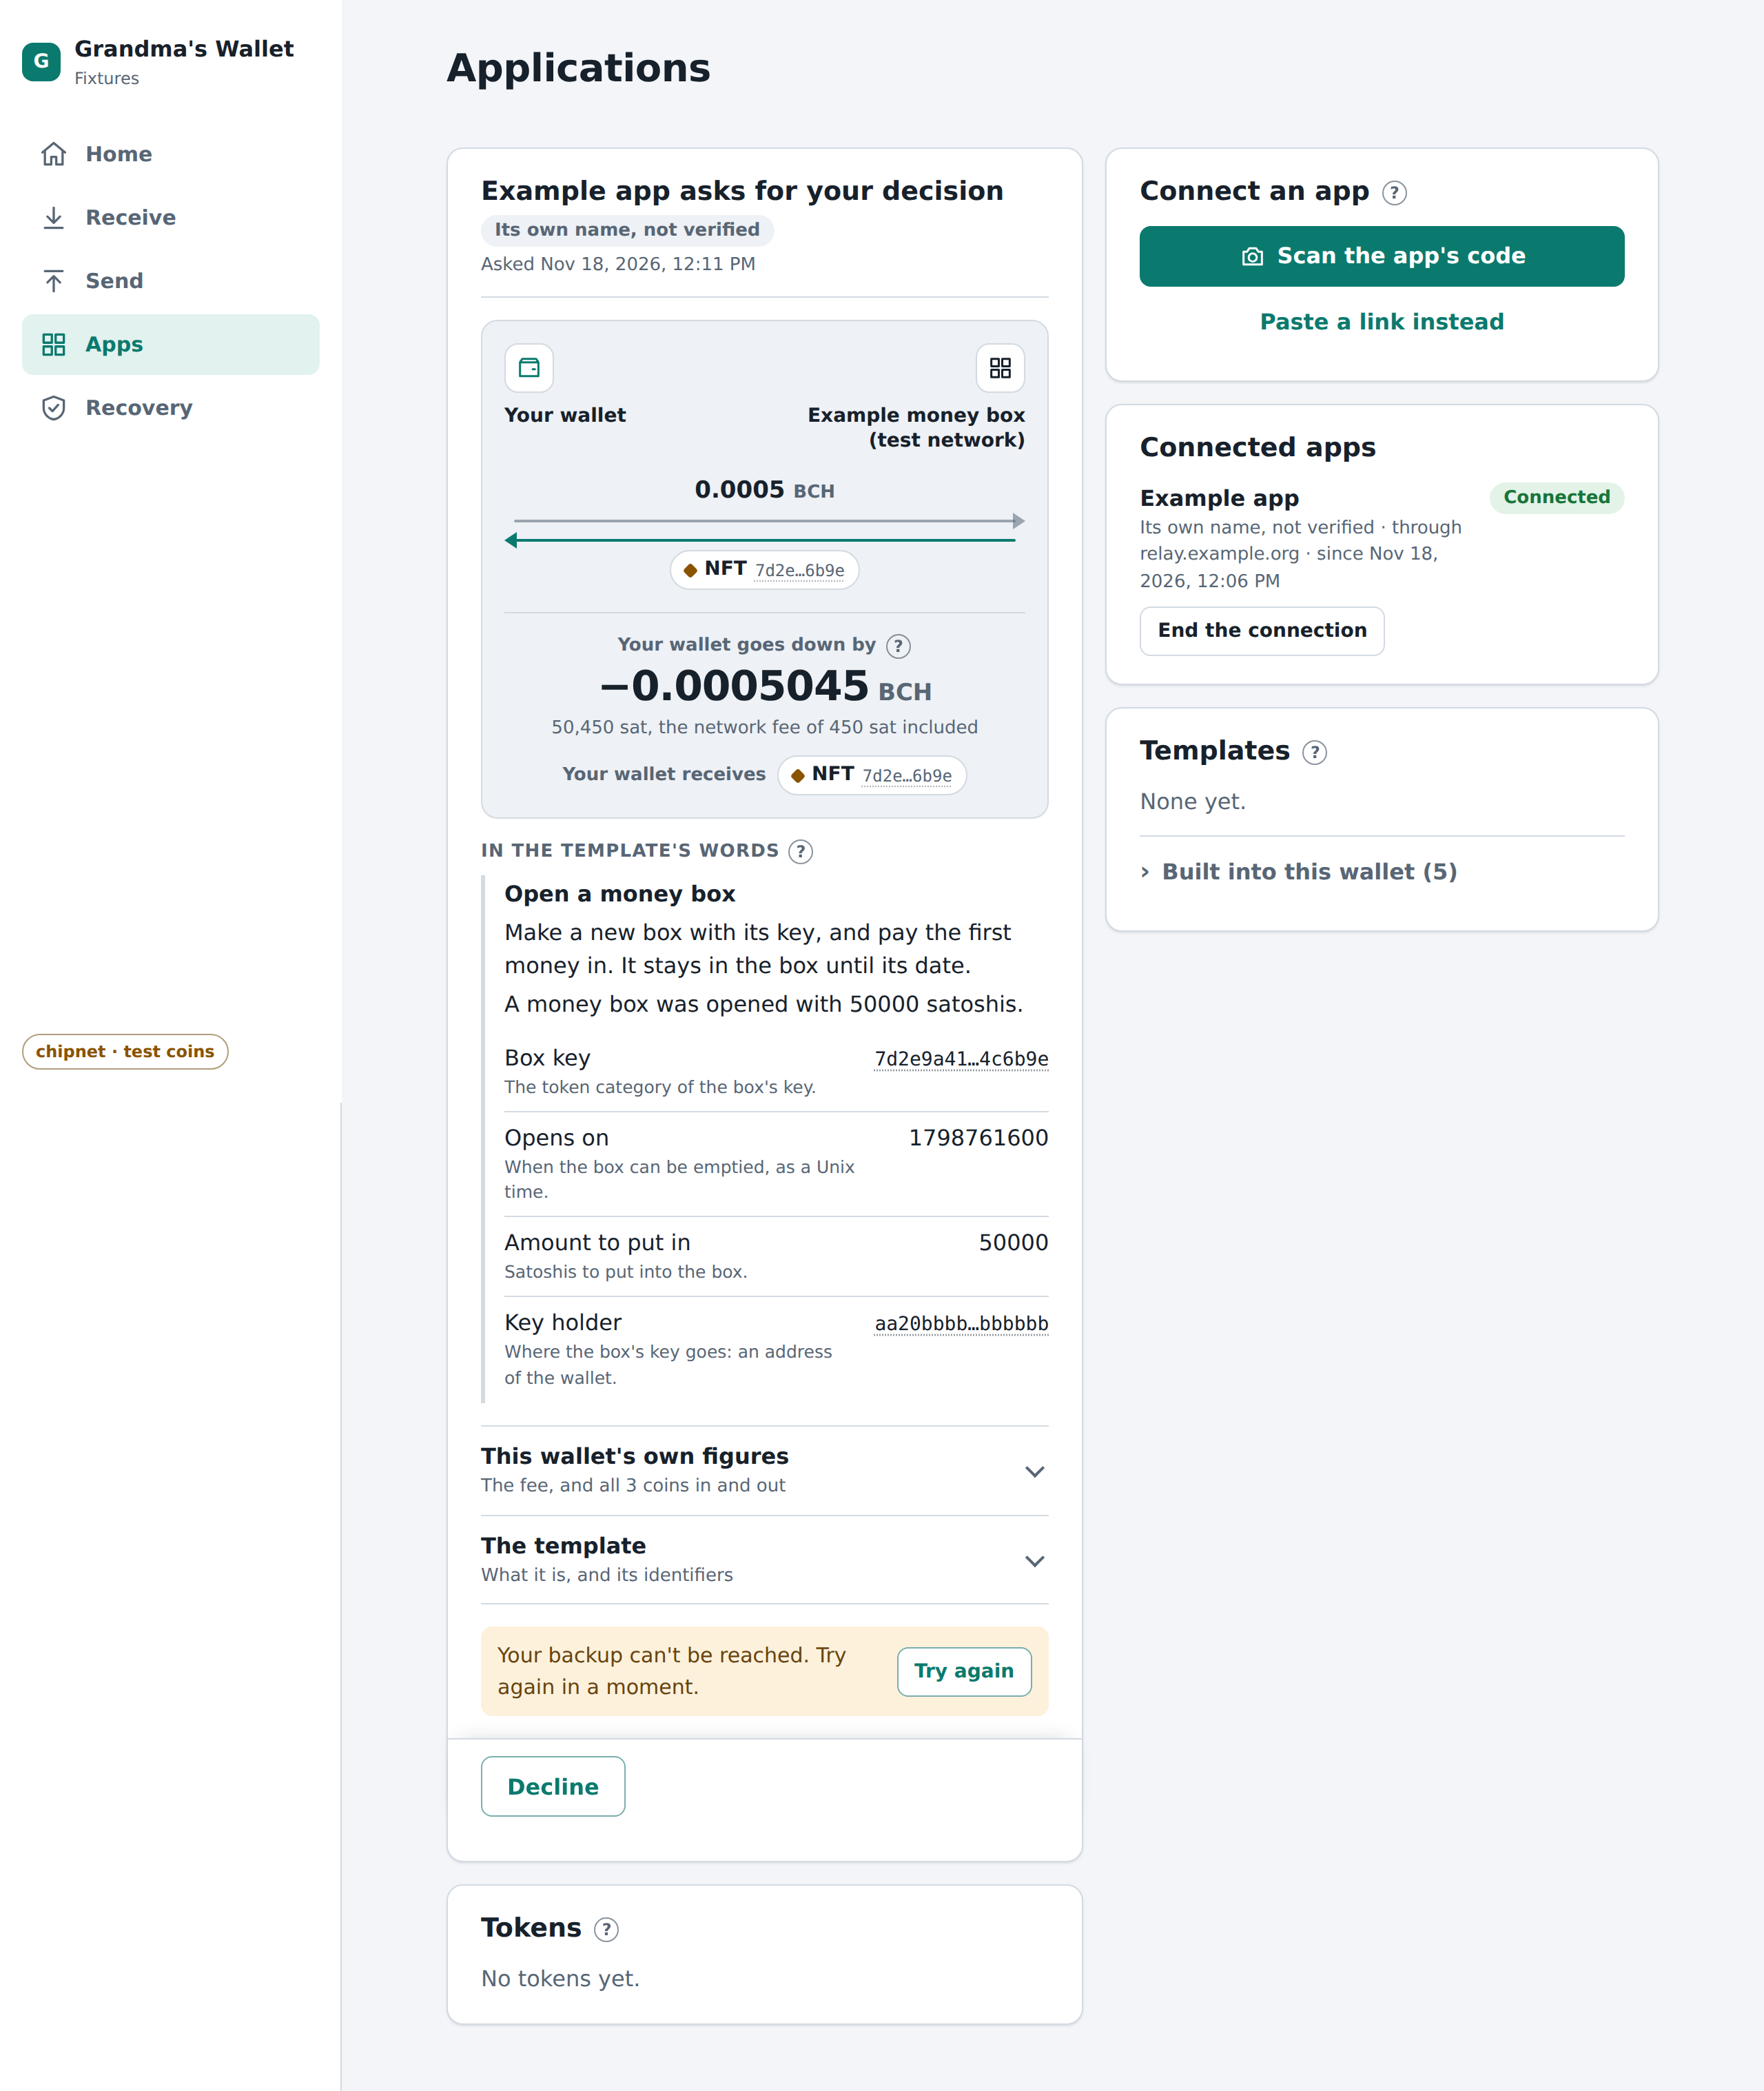 G
Grandma's Wallet
Fixtures
Home
Receive
Send
Apps
Recovery
chipnet · test coins
Applications
Example app asks for your decision
Its own name, not verified
Asked Nov 18, 2026, 12:11 PM
Your wallet
Example money box
(test network)
0.0005 BCH
NFT 7d2e…6b9e
Your wallet goes down by ?
−0.0005045 BCH
50,450 sat, the network fee of 450 sat included
Your wallet receives NFT 7d2e…6b9e
IN THE TEMPLATE'S WORDS ?
Open a money box
Make a new box with its key, and pay the first
money in. It stays in the box until its date.
A money box was opened with 50000 satoshis.
Box key 7d2e9a41…4c6b9e
The token category of the box's key.
Opens on 1798761600
When the box can be emptied, as a Unix
time.
Amount to put in 50000
Satoshis to put into the box.
Key holder aa20bbbb…bbbbbb
Where the box's key goes: an address
of the wallet.
This wallet's own figures
The fee, and all 3 coins in and out
The template
What it is, and its identifiers
Your backup can't be reached. Try
again in a moment.
Try again
Decline
Tokens ?
No tokens yet.
Connect an app ?
Scan the app's code
Paste a link instead
Connected apps
Example app Connected
Its own name, not verified · through
relay.example.org · since Nov 18,
2026, 12:06 PM
End the connection
Templates ?
None yet.
› Built into this wallet (5)